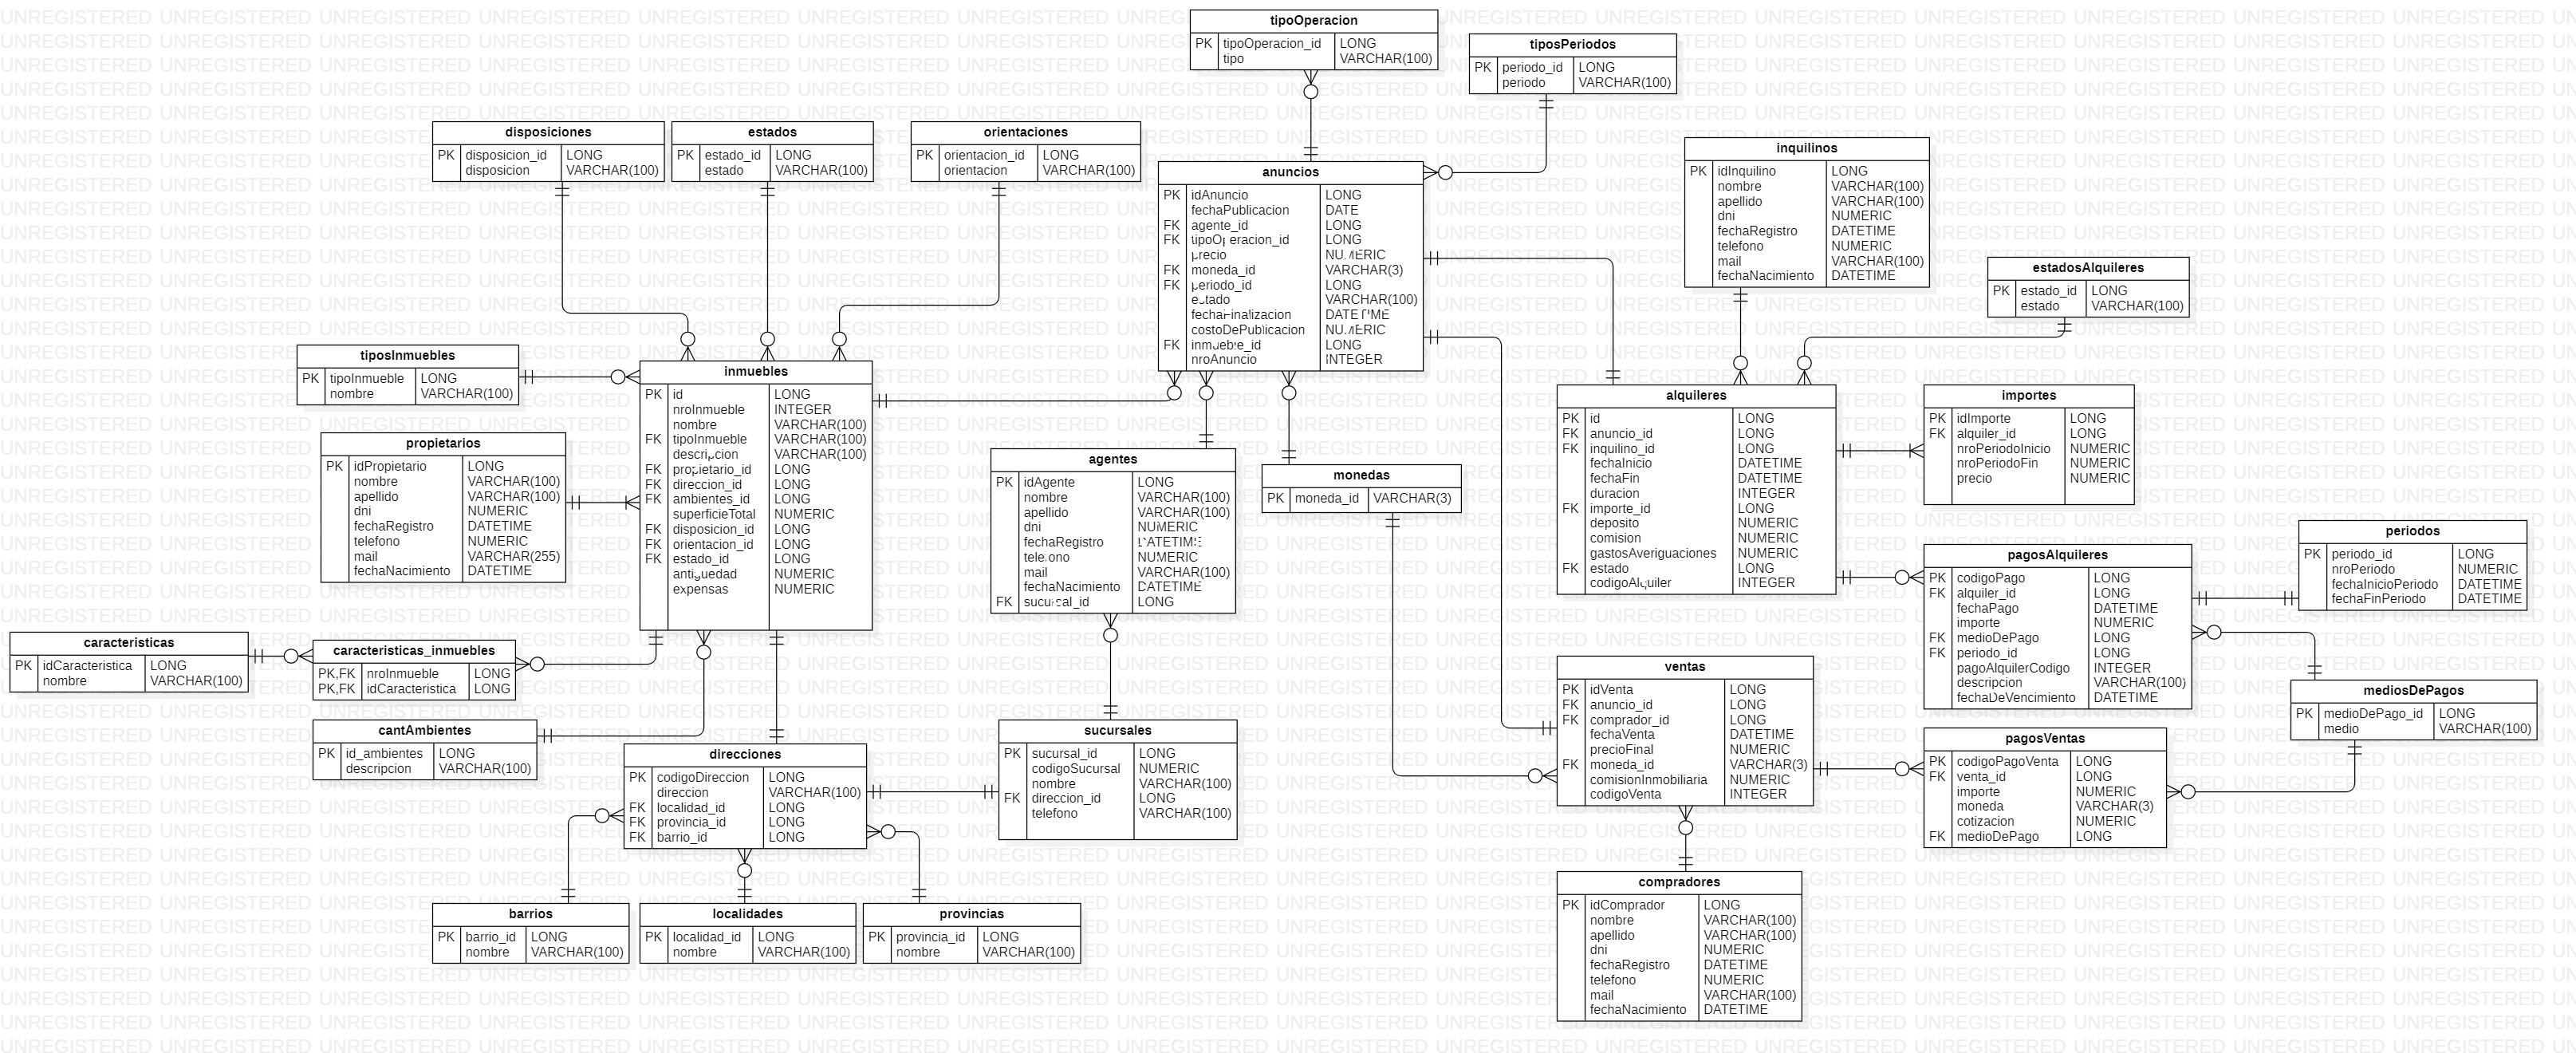 tipoOperacion
PK tipoOperacion_id LONG
tipo VARCHAR(100)
tiposPeriodos
PK periodo_id LONG
periodo VARCHAR(100)
disposiciones
PK disposicion_id LONG
disposicion VARCHAR(100)
estados
PK estado_id LONG
estado VARCHAR(100)
orientaciones
PK orientacion_id LONG
orientacion VARCHAR(100)
anuncios
PK idAnuncio LONG
fechaPublicacion DATE
FK agente_id LONG
FK tipoOperacion_id LONG
precio NUMERIC
FK moneda_id VARCHAR(3)
FK periodo_id LONG
estado VARCHAR(100)
fechaFinalizacion DATETIME
costoDePublicacion NUMERIC
FK inmueble_id LONG
nroAnuncio INTEGER
inquilinos
PK idInquilino LONG
nombre VARCHAR(100)
apellido VARCHAR(100)
dni NUMERIC
fechaRegistro DATETIME
telefono NUMERIC
mail VARCHAR(100)
fechaNacimiento DATETIME
estadosAlquileres
PK estado_id LONG
estado VARCHAR(100)
tiposInmuebles
PK tipoInmueble LONG
nombre VARCHAR(100)
inmuebles
PK id LONG
nroInmueble INTEGER
nombre VARCHAR(100)
FK tipoInmueble VARCHAR(100)
descripcion VARCHAR(100)
FK propietario_id LONG
FK direccion_id LONG
FK ambientes_id LONG
superficieTotal NUMERIC
FK disposicion_id LONG
FK orientacion_id LONG
FK estado_id LONG
antiguedad NUMERIC
expensas NUMERIC
propietarios
PK idPropietario LONG
nombre VARCHAR(100)
apellido VARCHAR(100)
dni NUMERIC
fechaRegistro DATETIME
telefono NUMERIC
mail VARCHAR(255)
fechaNacimiento DATETIME
agentes
PK idAgente LONG
nombre VARCHAR(100)
apellido VARCHAR(100)
dni NUMERIC
fechaRegistro DATETIME
telefono NUMERIC
mail VARCHAR(100)
fechaNacimiento DATETIME
FK sucursal_id LONG
monedas
PK moneda_id VARCHAR(3)
alquileres
PK id LONG
FK anuncio_id LONG
FK inquilino_id LONG
fechaInicio DATETIME
fechaFin DATETIME
duracion INTEGER
FK importe_id LONG
deposito NUMERIC
comision NUMERIC
gastosAveriguaciones NUMERIC
FK estado LONG
codigoAlquiler INTEGER
importes
PK idImporte LONG
FK alquiler_id LONG
nroPeriodoInicio NUMERIC
nroPeriodoFin NUMERIC
precio NUMERIC
pagosAlquileres
PK codigoPago LONG
FK alquiler_id LONG
fechaPago DATETIME
importe NUMERIC
FK medioDePago LONG
FK periodo_id LONG
pagoAlquilerCodigo INTEGER
descripcion VARCHAR(100)
fechaDeVencimiento DATETIME
periodos
PK periodo_id LONG
nroPeriodo NUMERIC
fechaInicioPeriodo DATETIME
fechaFinPeriodo DATETIME
caracteristicas
PK idCaracteristica LONG
nombre VARCHAR(100)
caracteristicas_inmuebles
PK,FK nroInmueble LONG
PK,FK idCaracteristica LONG
cantAmbientes
PK id_ambientes LONG
descripcion VARCHAR(100)
direcciones
PK codigoDireccion LONG
direccion VARCHAR(100)
FK localidad_id LONG
FK provincia_id LONG
FK barrio_id LONG
sucursales
PK sucursal_id LONG
codigoSucursal NUMERIC
nombre VARCHAR(100)
FK direccion_id LONG
telefono VARCHAR(100)
ventas
PK idVenta LONG
FK anuncio_id LONG
FK comprador_id LONG
fechaVenta DATETIME
precioFinal NUMERIC
FK moneda_id VARCHAR(3)
comisionInmobiliaria NUMERIC
codigoVenta INTEGER
mediosDePagos
PK medioDePago_id LONG
medio VARCHAR(100)
pagosVentas
PK codigoPagoVenta LONG
FK venta_id LONG
importe NUMERIC
moneda VARCHAR(3)
cotizacion NUMERIC
FK medioDePago LONG
barrios
PK barrio_id LONG
nombre VARCHAR(100)
localidades
PK localidad_id LONG
nombre VARCHAR(100)
provincias
PK provincia_id LONG
nombre VARCHAR(100)
compradores
PK idComprador LONG
nombre VARCHAR(100)
apellido VARCHAR(100)
dni NUMERIC
fechaRegistro DATETIME
telefono NUMERIC
mail VARCHAR(100)
fechaNacimiento DATETIME
UNREGISTERED